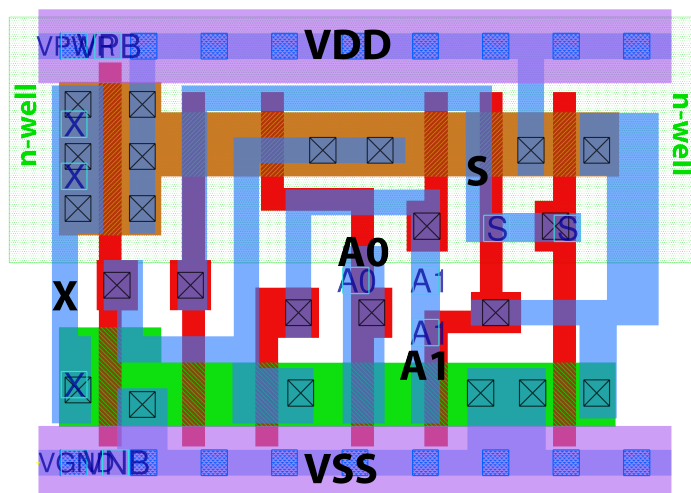 VPWR
VPB
VDD
n-well
n-well
X
X
S
S
S
A0
A0
A1
X
A1
A1
X
VGND
VNB
VSS